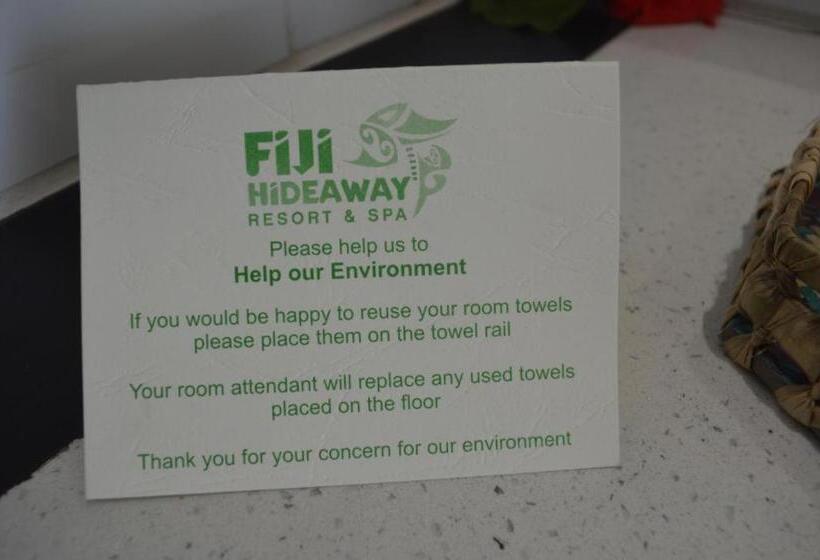 FiJi
HiDEAWAY
RESORT & SPA
Please help us to
Help our Environment
If you would be happy to reuse your room towels
please place them on the towel rail
Your room attendant will replace any used towels
placed on the floor
Thank you for your concern for our environment